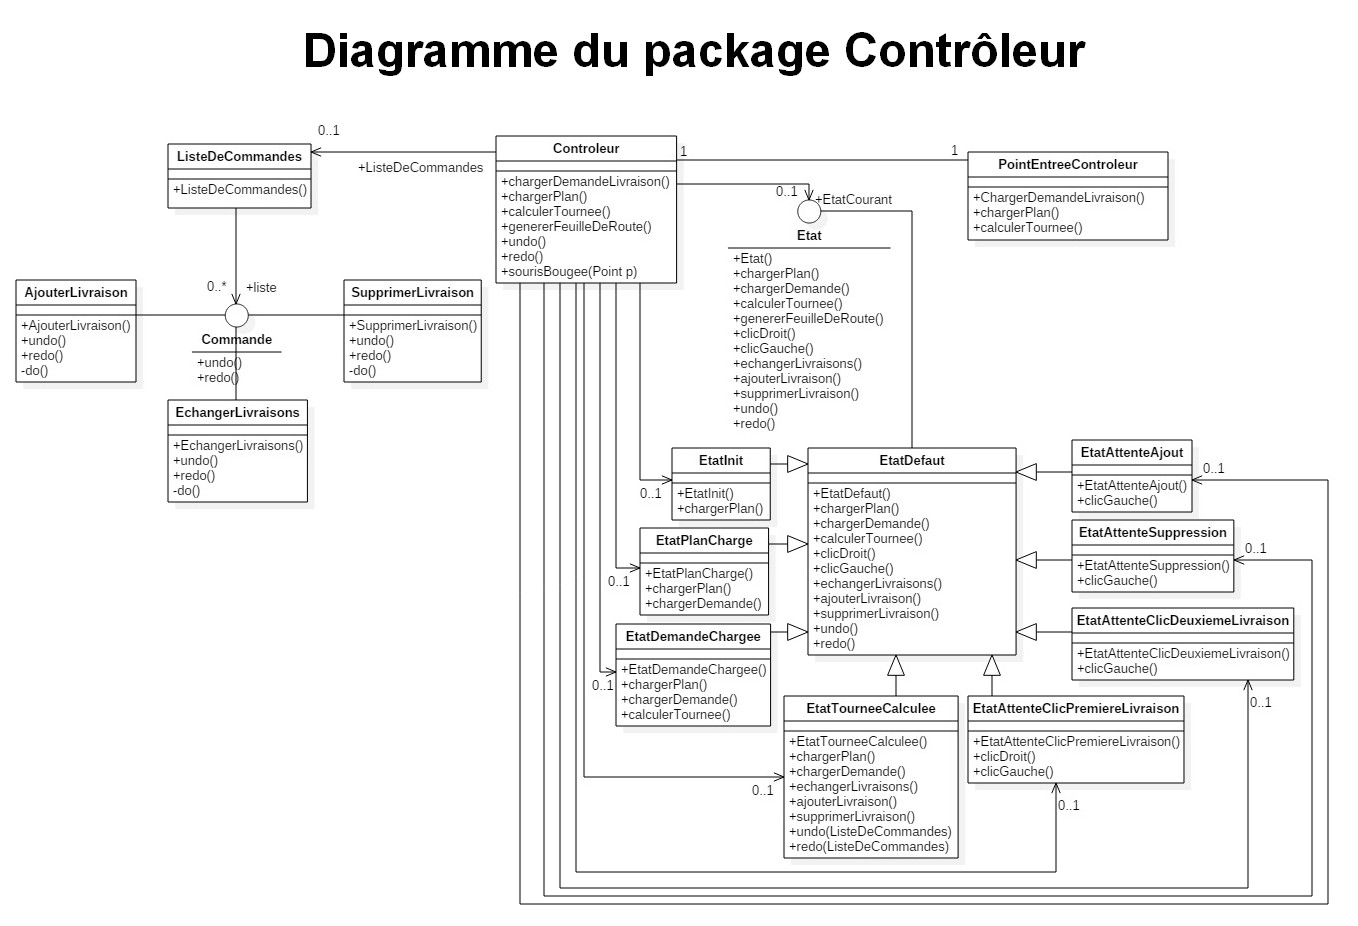 Diagramme du package Contrôleur
0..1
ListeDeCommandes
+ListeDeCommandes()
+ListeDeCommandes
Controleur
+chargerDemandeLivraison()
+chargerPlan()
+calculerTournee()
+genererFeuilleDeRoute()
+undo()
+redo()
+sourisBougee(Point p)
1
1
PointEntreeControleur
+ChargerDemandeLivraison()
+chargerPlan()
+calculerTournee()
0..1
+EtatCourant
Etat
+Etat()
+chargerPlan()
+chargerDemande()
+calculerTournee()
+genererFeuilleDeRoute()
+clicDroit()
+clicGauche()
+echangerLivraisons()
+ajouterLivraison()
+supprimerLivraison()
+undo()
+redo()
0..*
+liste
AjouterLivraison
+AjouterLivraison()
+undo()
+redo()
-do()
Commande
+undo()
+redo()
SupprimerLivraison
+SupprimerLivraison()
+undo()
+redo()
-do()
EchangerLivraisons
+EchangerLivraisons()
+undo()
+redo()
-do()
EtatInit
+EtatInit()
+chargerPlan()
0..1
EtatPlanCharge
+EtatPlanCharge()
+chargerPlan()
+chargerDemande()
0..1
EtatDemandeChargee
+EtatDemandeChargee()
+chargerPlan()
+chargerDemande()
+calculerTournee()
0..1
EtatDefaut
+EtatDefaut()
+chargerPlan()
+chargerDemande()
+calculerTournee()
+clicDroit()
+clicGauche()
+echangerLivraisons()
+ajouterLivraison()
+supprimerLivraison()
+undo()
+redo()
EtatAttenteAjout
+EtatAttenteAjout()
+clicGauche()
0..1
EtatAttenteSuppression
+EtatAttenteSuppression()
+clicGauche()
0..1
EtatAttenteClicDeuxiemeLivraison
+EtatAttenteClicDeuxiemeLivraison()
+clicGauche()
0..1
EtatTourneeCalculee
+EtatTourneeCalculee()
+chargerPlan()
+chargerDemande()
+echangerLivraisons()
+ajouterLivraison()
+supprimerLivraison()
+undo(ListeDeCommandes)
+redo(ListeDeCommandes)
0..1
EtatAttenteClicPremiereLivraison
+EtatAttenteClicPremiereLivraison()
+clicDroit()
+clicGauche()
0..1